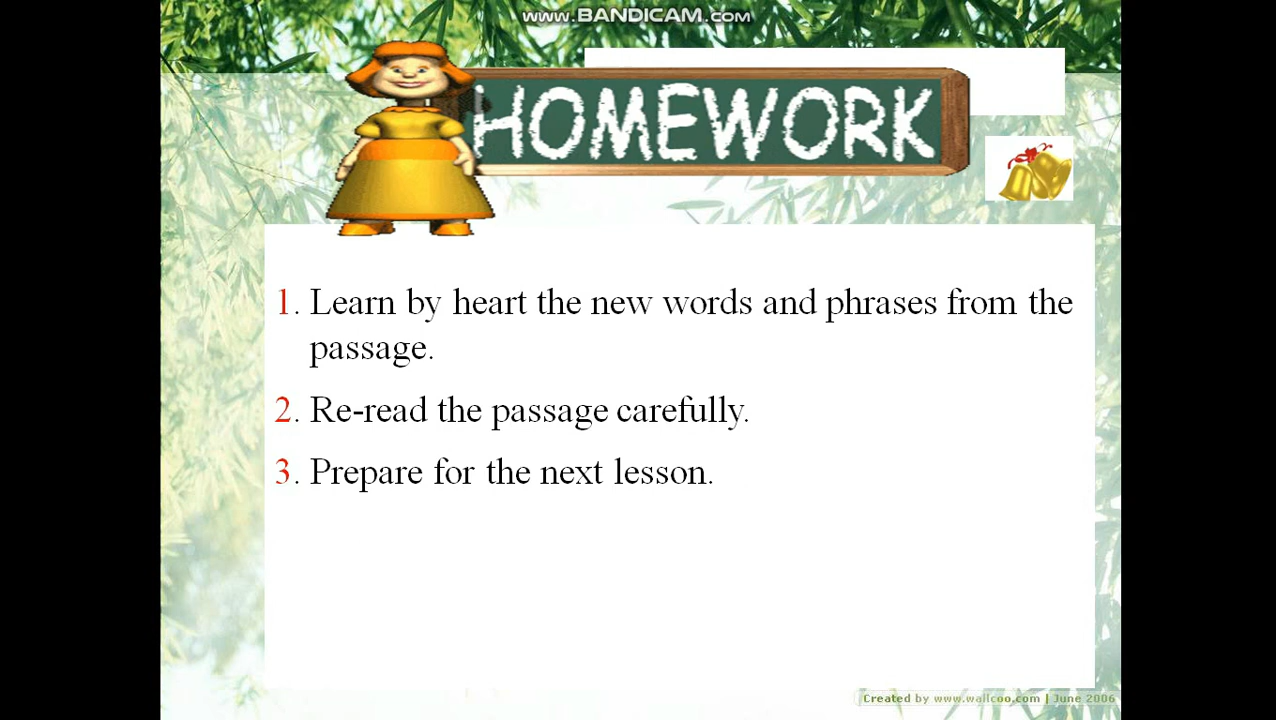 www.BANDICAM.com
HOMEWORK
1. Learn by heart the new words and phrases from the
passage.
2. Re-read the passage carefully.
3. Prepare for the next lesson.
Created by www.wallcoo.com | June 2006